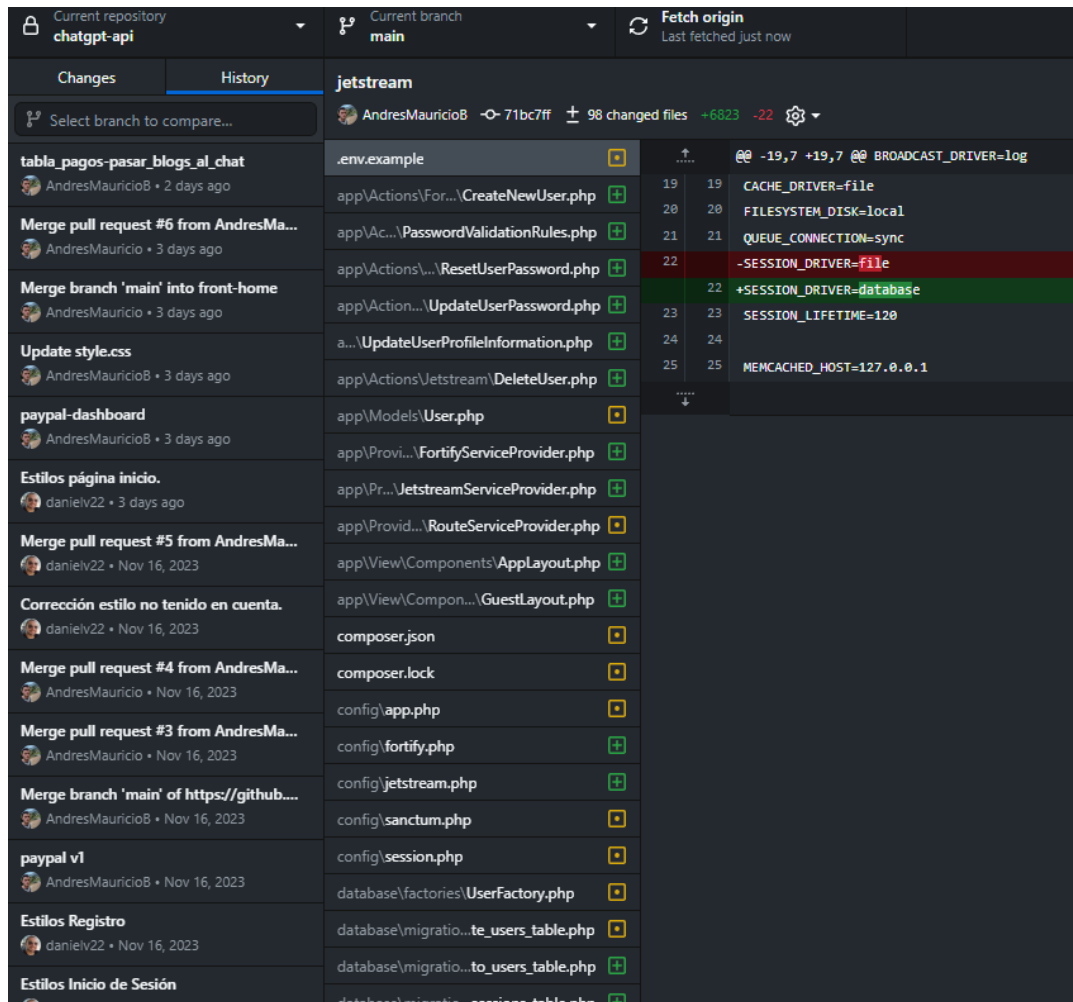 Current repository
chatgpt-api
Current branch
main
Fetch origin
Last fetched just now
Changes
History
Select branch to compare...
tabla_pagos-pasar_blogs_al_chat
AndresMauricioB • 2 days ago
Merge pull request #6 from AndresMa...
AndresMauricio • 3 days ago
Merge branch 'main' into front-home
AndresMauricio • 3 days ago
Update style.css
AndresMauricioB • 3 days ago
paypal-dashboard
AndresMauricioB • 3 days ago
Estilos página inicio.
danielv22 • 3 days ago
Merge pull request #5 from AndresMa...
danielv22 • Nov 16, 2023
Corrección estilo no tenido en cuenta.
danielv22 • Nov 16, 2023
Merge pull request #4 from AndresMa...
AndresMauricio • Nov 16, 2023
Merge pull request #3 from AndresMa...
AndresMauricio • Nov 16, 2023
Merge branch 'main' of https://github....
AndresMauricioB • Nov 16, 2023
paypal v1
AndresMauricioB • Nov 16, 2023
Estilos Registro
danielv22 • Nov 16, 2023
Estilos Inicio de Sesión
jetstream
AndresMauricioB 71bc7ff 98 changed files +6823 -22
.env.example
app\Actions\For...\CreateNewUser.php
app\Ac...\PasswordValidationRules.php
app\Actions\...\ResetUserPassword.php
app\Action...\UpdateUserPassword.php
a...\UpdateUserProfileInformation.php
app\Actions\Jetstream\DeleteUser.php
app\Models\User.php
app\Provi...\FortifyServiceProvider.php
app\Pr...\JetstreamServiceProvider.php
app\Provid...\RouteServiceProvider.php
app\View\Components\AppLayout.php
app\View\Compon...\GuestLayout.php
composer.json
composer.lock
config\app.php
config\fortify.php
config\jetstream.php
config\sanctum.php
config\session.php
database\factories\UserFactory.php
database\migratio...te_users_table.php
database\migratio...to_users_table.php
@@ -19,7 +19,7 @@ BROADCAST_DRIVER=log
19 19 CACHE_DRIVER=file
20 20 FILESYSTEM_DISK=local
21 21 QUEUE_CONNECTION=sync
22 -SESSION_DRIVER=file
22 +SESSION_DRIVER=database
23 23 SESSION_LIFETIME=120
24 24
25 25 MEMCACHED_HOST=127.0.0.1